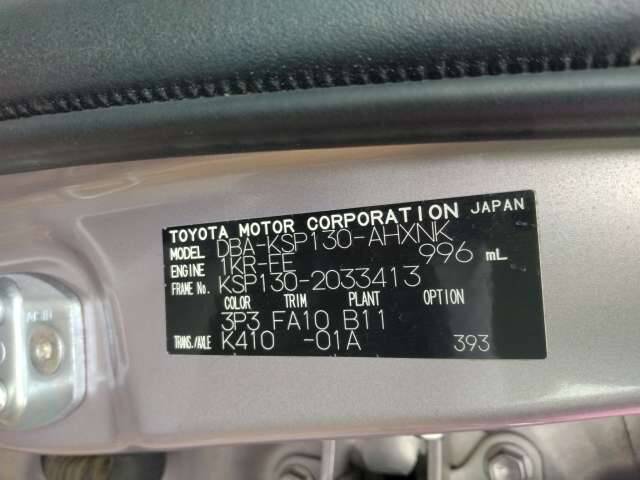 TOYOTA MOTOR CORPORATION JAPAN
MODEL DBA-KSP130-AHXNK
ENGINE 1KR-FE 996 mL
FRAME No. KSP130-2033413
COLOR TRIM PLANT OPTION
3P3 FA10 B11
TRANS./AXLE K410 -01A 393